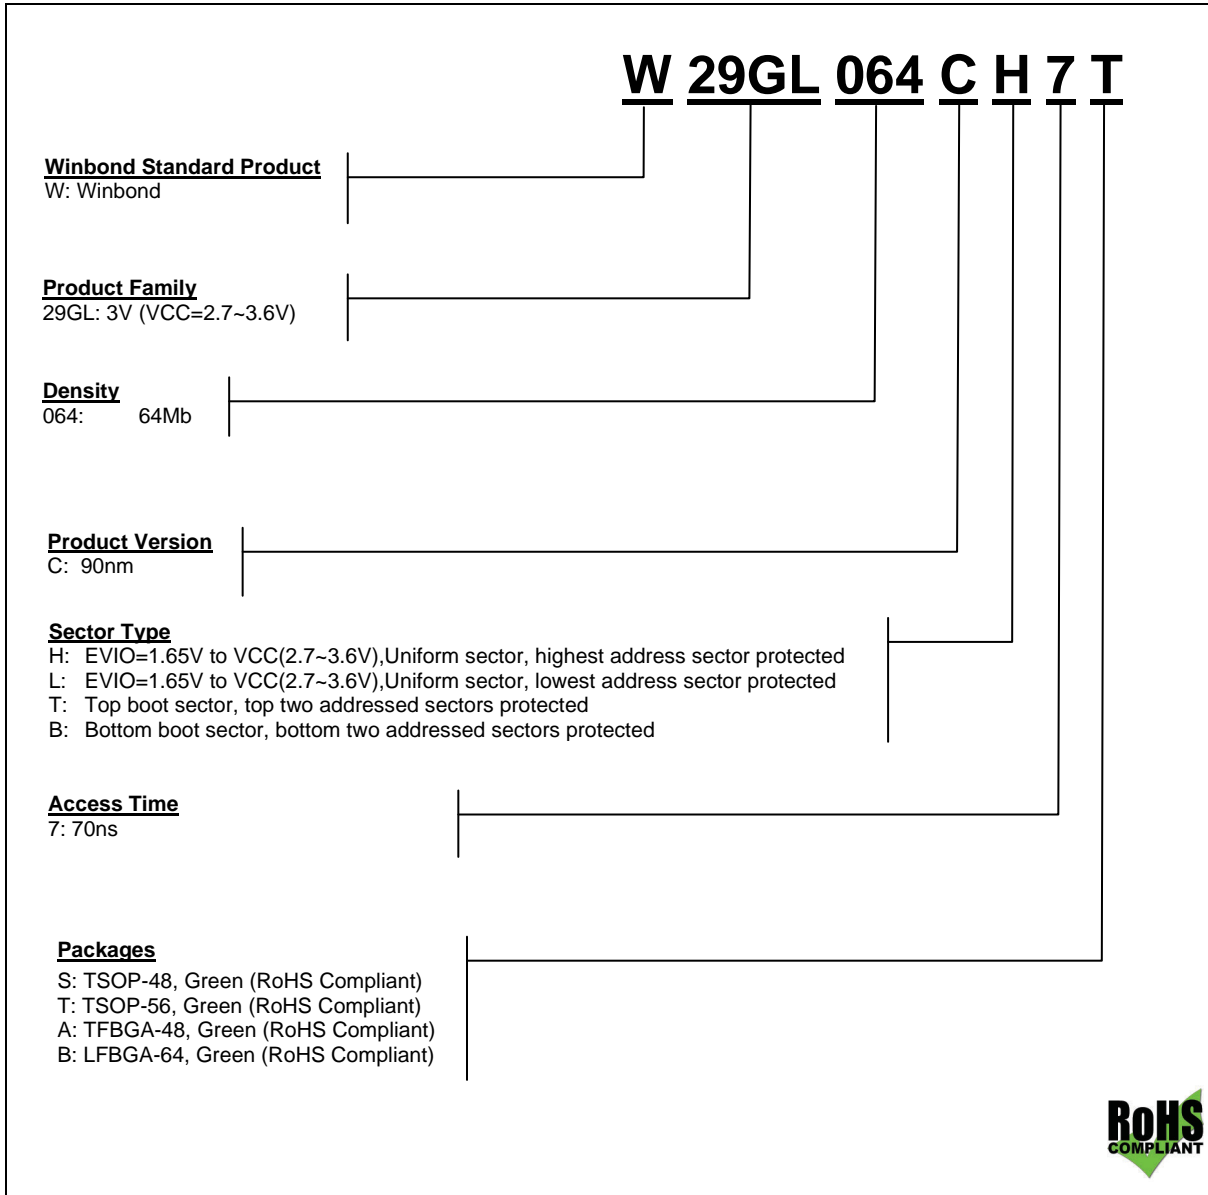 W 29GL 064 C H 7 T
Winbond Standard Product
W: Winbond
Product Family
29GL: 3V (VCC=2.7~3.6V)
Density
064: 64Mb
Product Version
C: 90nm
Sector Type
H: EVIO=1.65V to VCC(2.7~3.6V),Uniform sector, highest address sector protected
L: EVIO=1.65V to VCC(2.7~3.6V),Uniform sector, lowest address sector protected
T: Top boot sector, top two addressed sectors protected
B: Bottom boot sector, bottom two addressed sectors protected
Access Time
7: 70ns
Packages
S: TSOP-48, Green (RoHS Compliant)
T: TSOP-56, Green (RoHS Compliant)
A: TFBGA-48, Green (RoHS Compliant)
B: LFBGA-64, Green (RoHS Compliant)
RoHS
COMPLIANT